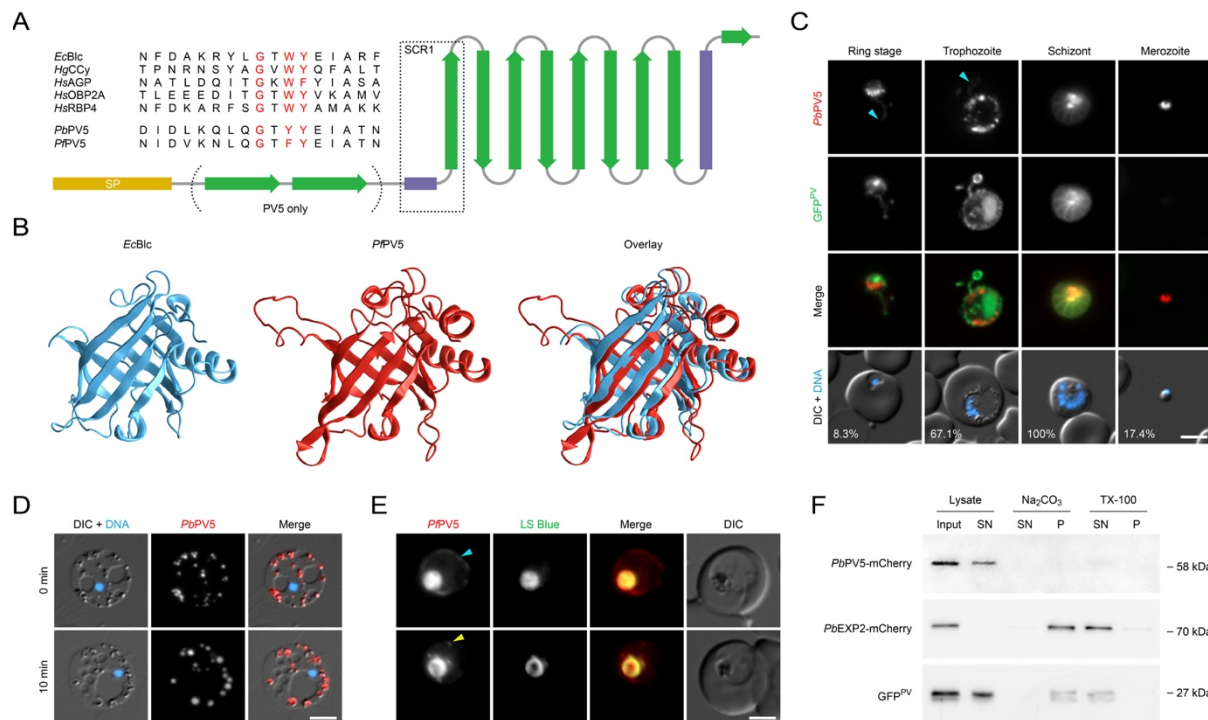 A
EcBlc N F D A K R Y L G T W Y E I A R F
HgCCy T P N R N S Y A G V W Y Q F A L T
HsAGP N A T L D Q I T G K W F Y I A S A
HsOBP2A T L E E E D I T G T W Y V K A M V
HsRBP4 N F D K A R F S G T W Y A M A K K
PbPV5 D I D L K Q L Q G T Y Y E I A T N
PfPV5 N I D V K N L Q G T F Y E I A T N
SCR1
SP
PV5 only
B
EcBlc PfPV5 Overlay
C
Ring stage Trophozoite Schizont Merozoite
PbPV5
GFPPV
Merge
DIC + DNA
8.3% 67.1% 100% 17.4%
D
DIC + DNA PbPV5 Merge
0 min
10 min
E
PfPV5 LS Blue Merge DIC
F
Lysate Na₂CO₃ TX-100
Input SN SN P SN P
PbPV5-mCherry – 58 kDa
PbEXP2-mCherry – 70 kDa
GFPPV – 27 kDa